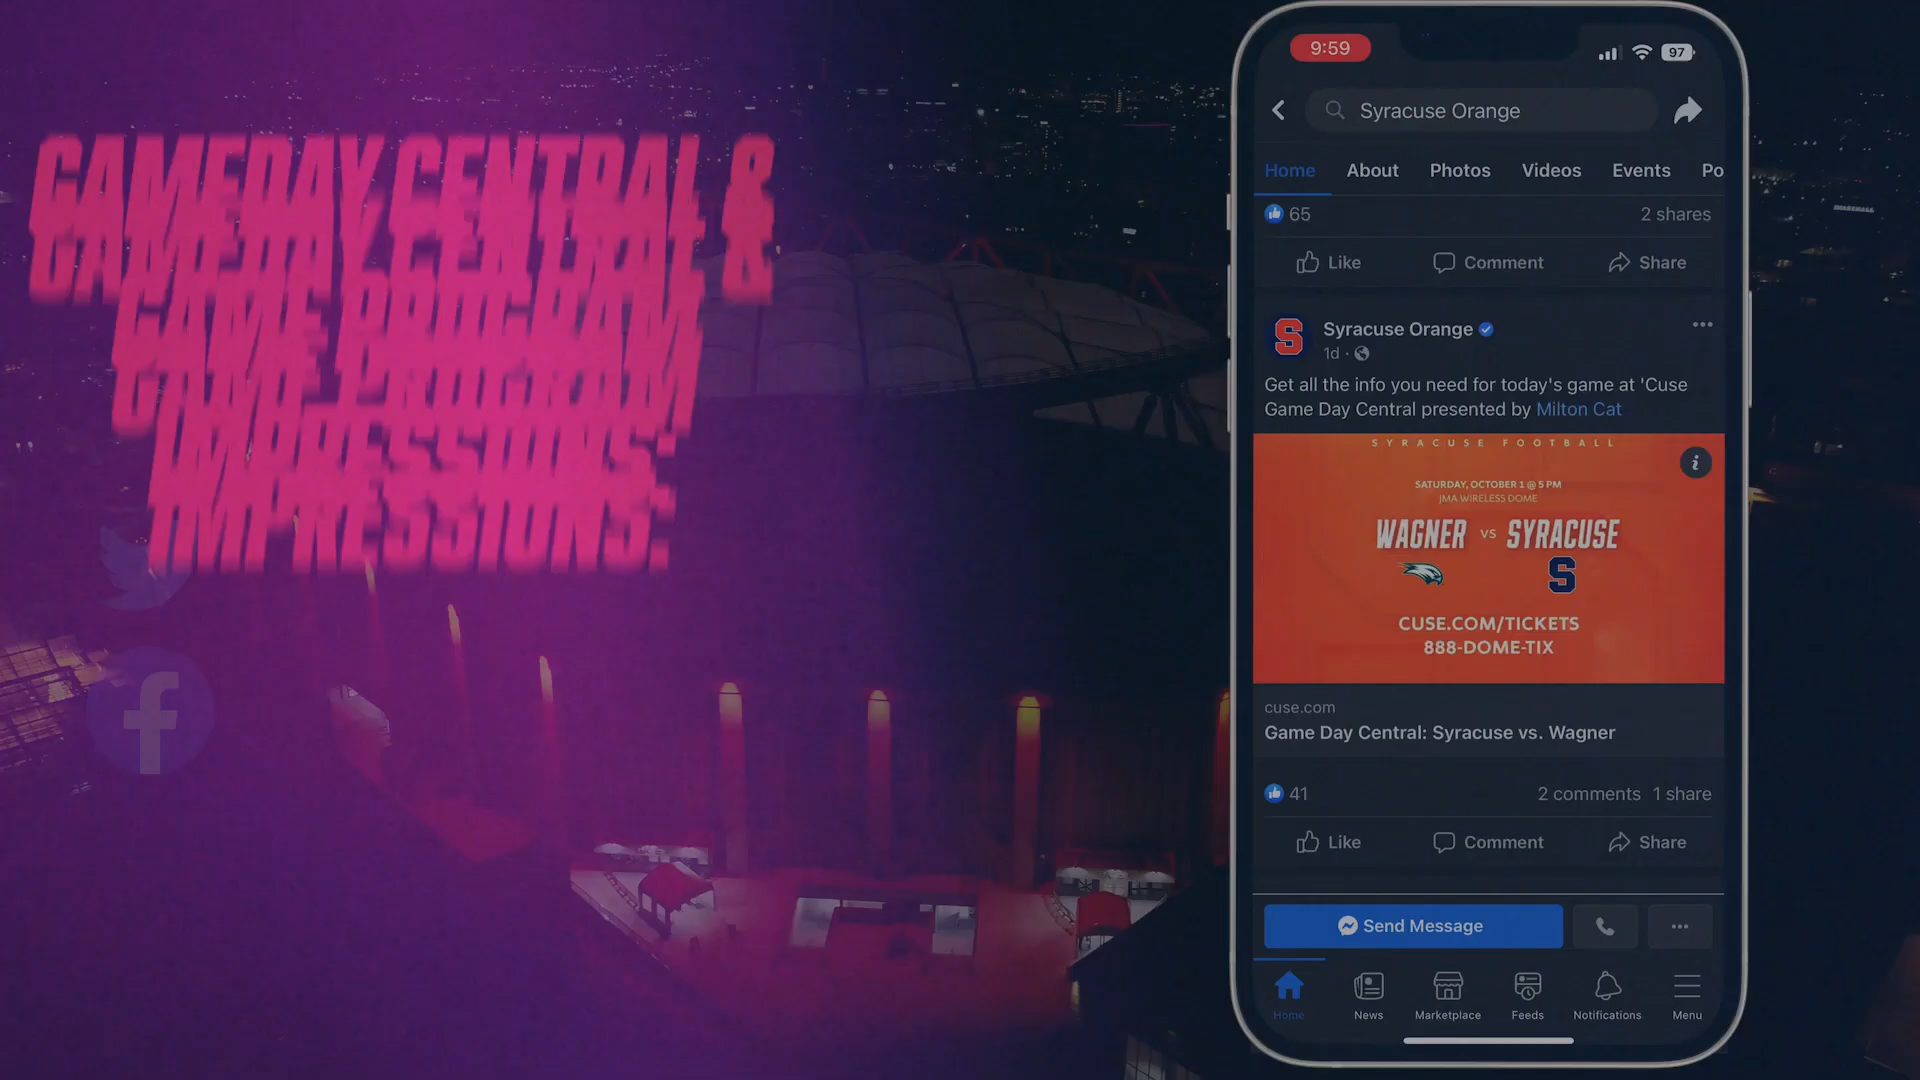 GAMEDAY CENTRAL &
GAME PROGRAM
IMPRESSIONS:
9:59
97
Syracuse Orange
Home About Photos Videos Events Po
65 2 shares
Like Comment Share
Syracuse Orange
1d ·
Get all the info you need for today's game at 'Cuse
Game Day Central presented by Milton Cat
SYRACUSE FOOTBALL
SATURDAY, OCTOBER 1 @ 5 PM
JMA WIRELESS DOME
WAGNER VS SYRACUSE
S
CUSE.COM/TICKETS
888-DOME-TIX
cuse.com
Game Day Central: Syracuse vs. Wagner
41 2 comments 1 share
Like Comment Share
Send Message
Home News Marketplace Feeds Notifications Menu